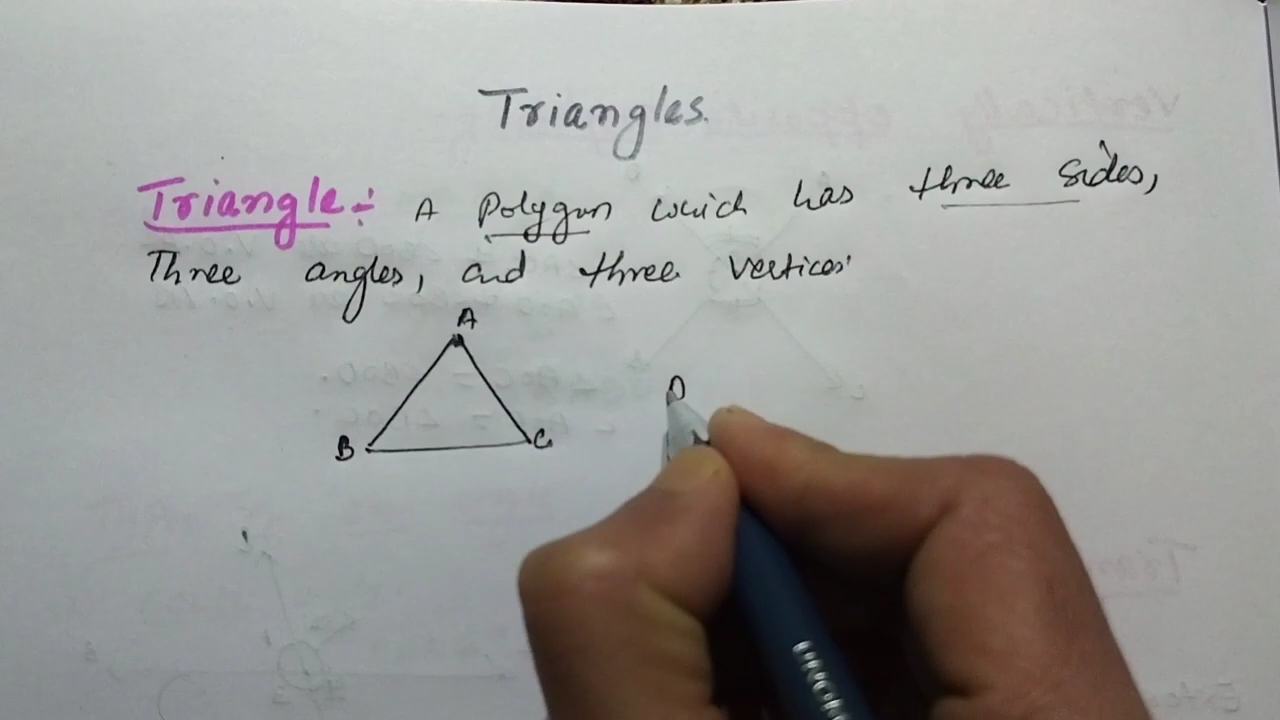 Triangles.
Triangle:- A Polygon which has three sides,
Three angles, and three vertices.
A
B
C